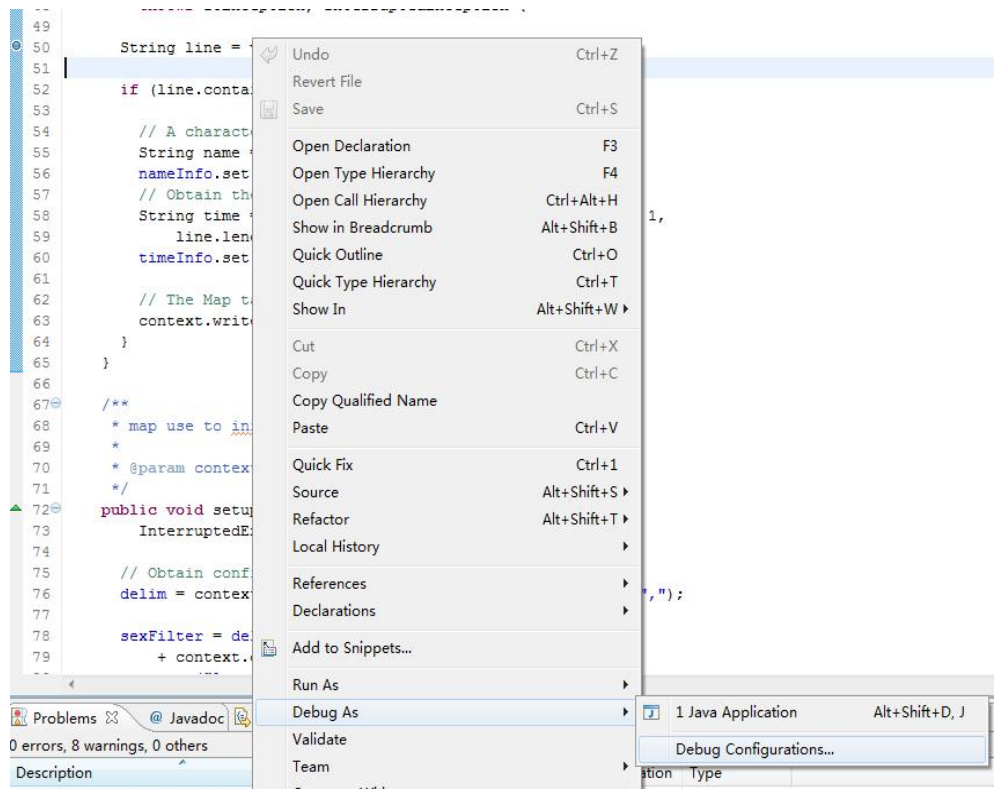 49
50 String line =
51
52 if (line.conta
53
54 // A charact
55 String name =
56 nameInfo.set
57 // Obtain the
58 String time = 1,
59 line.len
60 timeInfo.set
61
62 // The Map ta
63 context.write
64 }
65 }
66
67 /**
68 * map use to in
69 *
70 * @param contex
71 */
72 public void setu
73 InterruptedE
74
75 // Obtain conf
76 delim = contex ",");
77
78 sexFilter = de
79 + context.
Undo Ctrl+Z
Revert File
Save Ctrl+S
Open Declaration F3
Open Type Hierarchy F4
Open Call Hierarchy Ctrl+Alt+H
Show in Breadcrumb Alt+Shift+B
Quick Outline Ctrl+O
Quick Type Hierarchy Ctrl+T
Show In Alt+Shift+W
Cut Ctrl+X
Copy Ctrl+C
Copy Qualified Name
Paste Ctrl+V
Quick Fix Ctrl+1
Source Alt+Shift+S
Refactor Alt+Shift+T
Local History
References
Declarations
Add to Snippets...
Run As
Debug As
Validate
Team
1 Java Application Alt+Shift+D, J
Debug Configurations...
Problems @ Javadoc
0 errors, 8 warnings, 0 others
Description ation Type